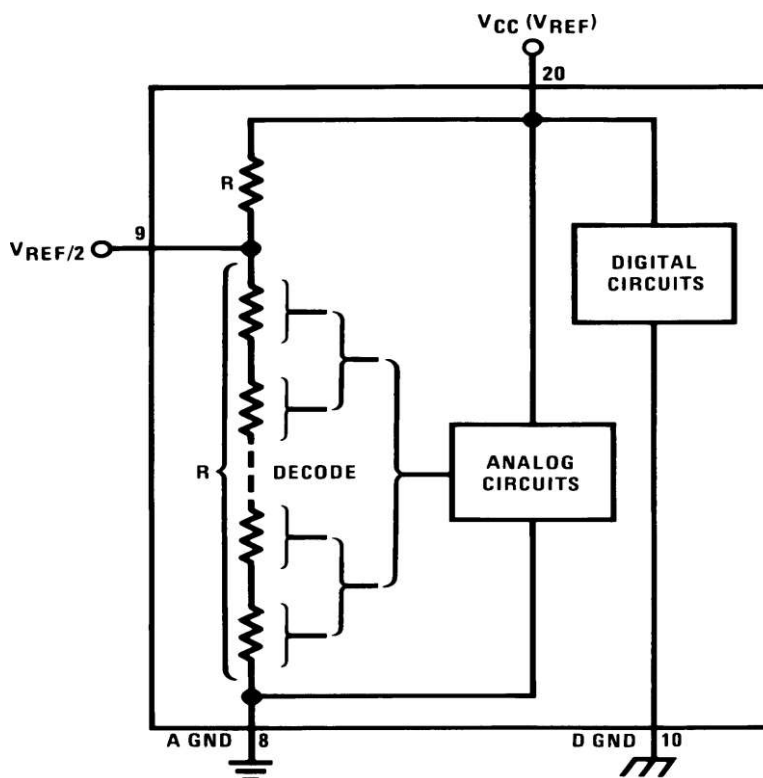 VCC (VREF)
20
R
9
VREF/2
DIGITAL
CIRCUITS
R
DECODE
ANALOG
CIRCUITS
A GND
8
D GND
10